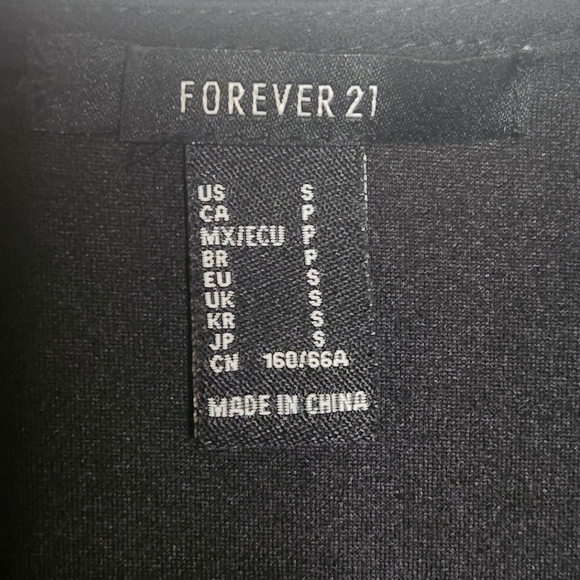 FOREVER 21
US S
CA P
MX/ECU P
BR P
EU S
UK S
KR S
JP S
CN 160/66A
MADE IN CHINA